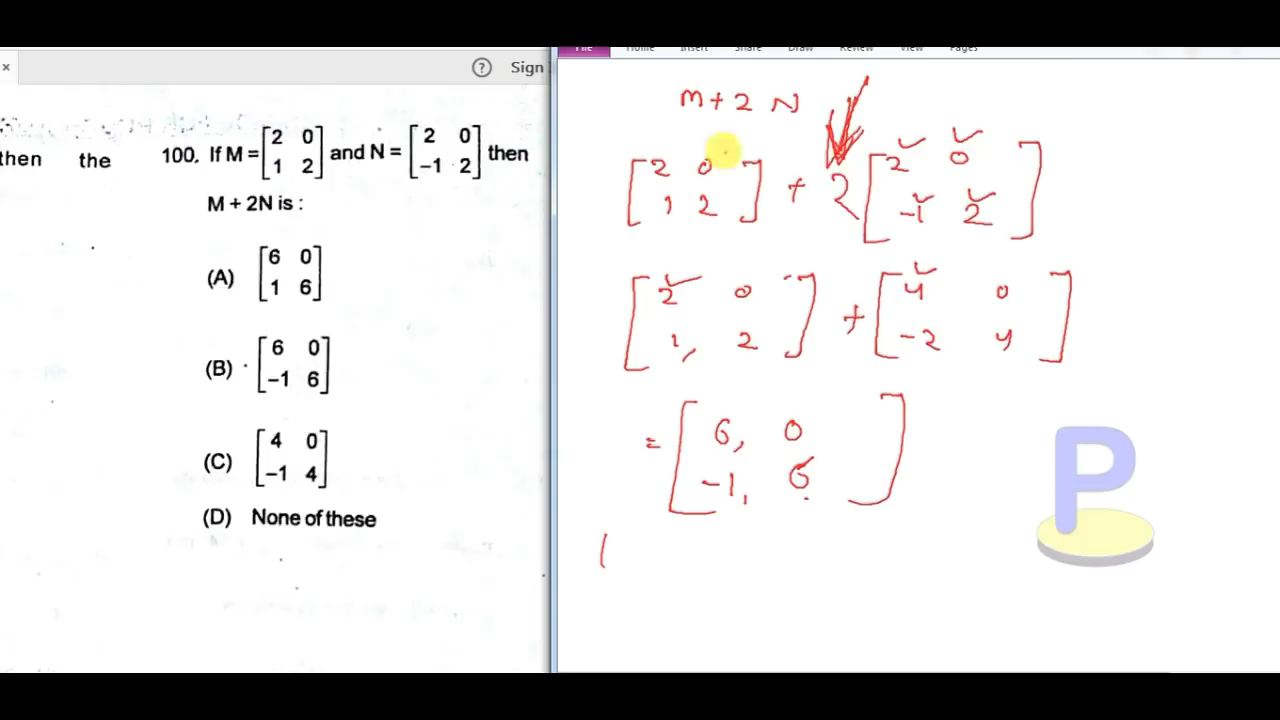 File Home Insert Share Draw Review View Pages
× ? Sign
then the
100. If M = [2 0 1 2] and N = [2 0 –1 2] then
M + 2N is :
(A) [6 0
1 6]
(B) [6 0
–1 6]
(C) [4 0
–1 4]
(D) None of these
M + 2 N
[2 0
1 2] + 2 [2 0
-1 2]
[2 0
1, 2] + [4 0
-2 4]
= [6, 0
-1, 6]
P